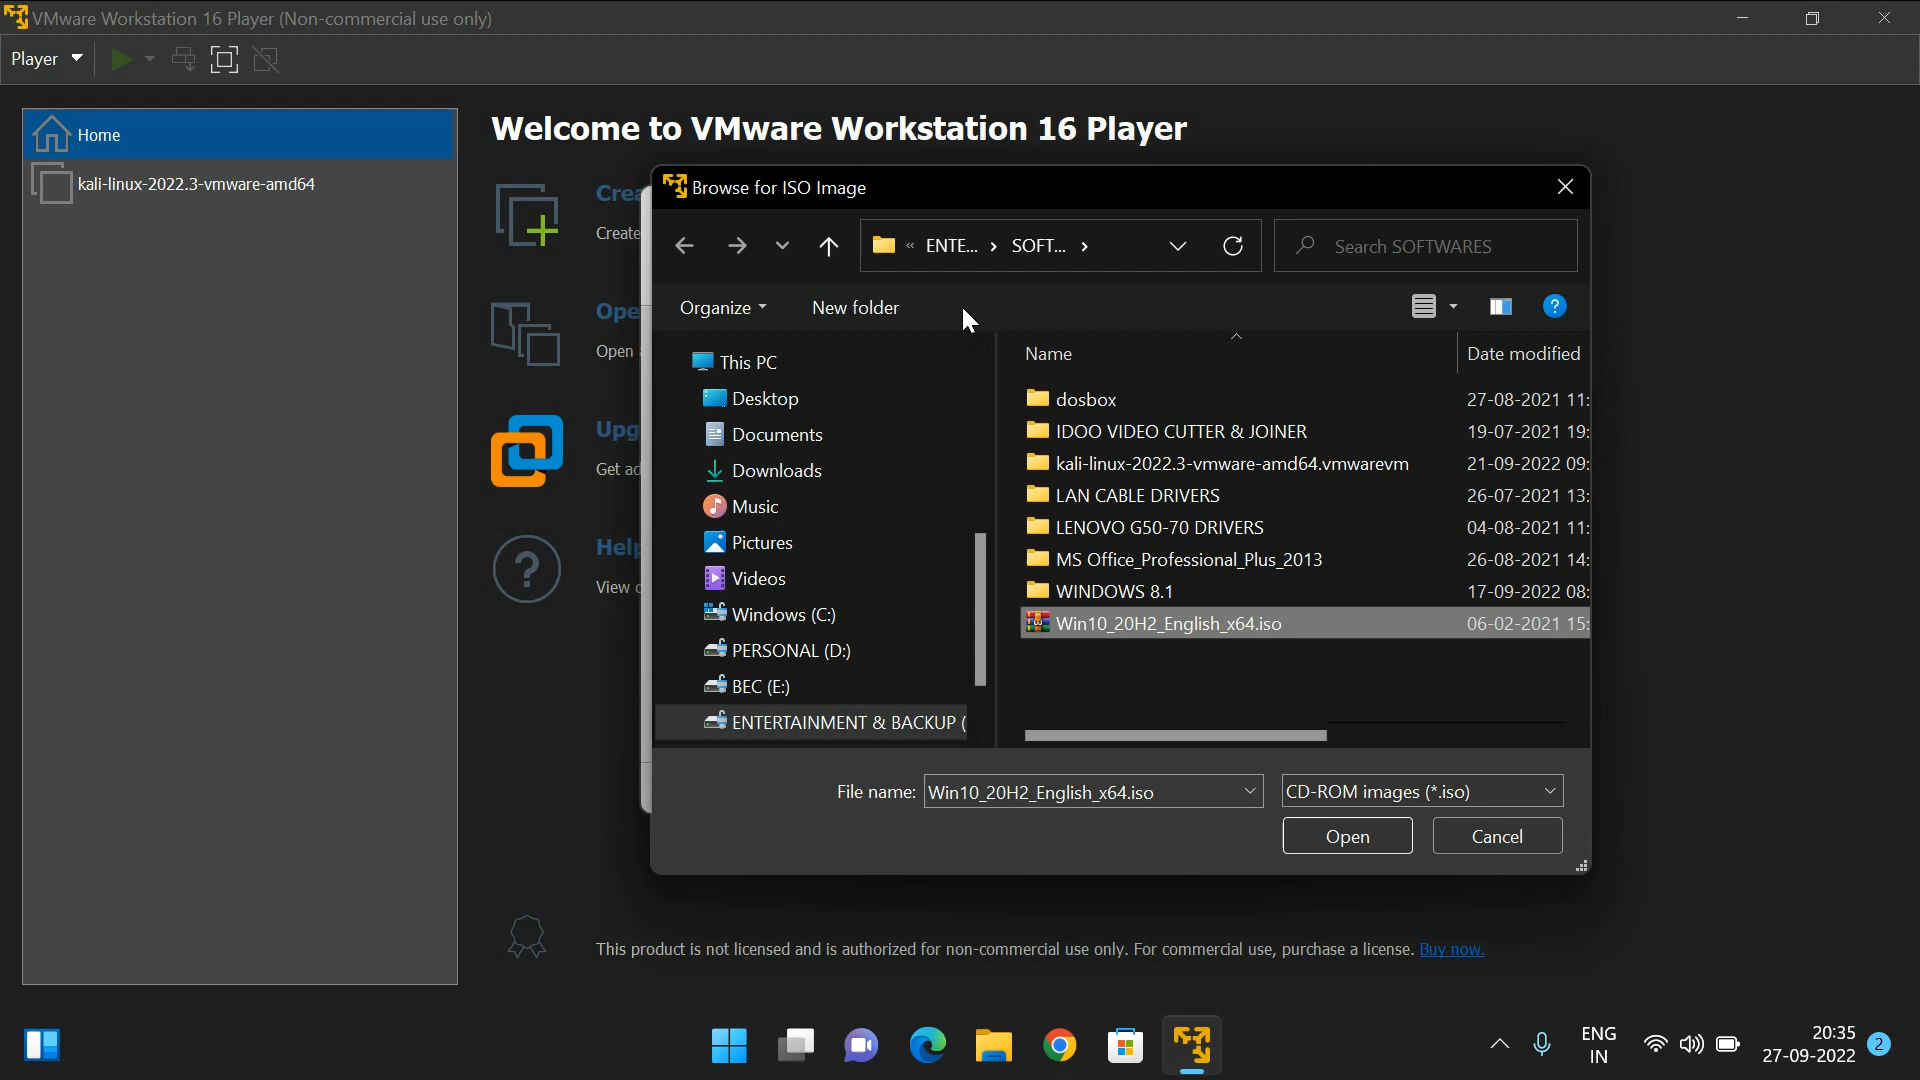 VMware Workstation 16 Player (Non-commercial use only)
Player
Home
kali-linux-2022.3-vmware-amd64
Welcome to VMware Workstation 16 Player
Crea
Create
Ope
Open
Upg
Get ad
Help
View
Browse for ISO Image
« ENTE... › SOFT... ›
Search SOFTWARES
Organize
New folder
?
This PC
Desktop
Documents
Downloads
Music
Pictures
Videos
Windows (C:)
PERSONAL (D:)
BEC (E:)
ENTERTAINMENT & BACKUP (
Name
Date modified
dosbox
27-08-2021 11:
IDOO VIDEO CUTTER & JOINER
19-07-2021 19:
kali-linux-2022.3-vmware-amd64.vmwarevm
21-09-2022 09:
LAN CABLE DRIVERS
26-07-2021 13:
LENOVO G50-70 DRIVERS
04-08-2021 11:
MS Office_Professional_Plus_2013
26-08-2021 14:
WINDOWS 8.1
17-09-2022 08:
Win10_20H2_English_x64.iso
06-02-2021 15:
File name:
Win10_20H2_English_x64.iso
CD-ROM images (*.iso)
Open
Cancel
This product is not licensed and is authorized for non-commercial use only. For commercial use, purchase a license. Buy now.
ENG
IN
20:35
27-09-2022
2